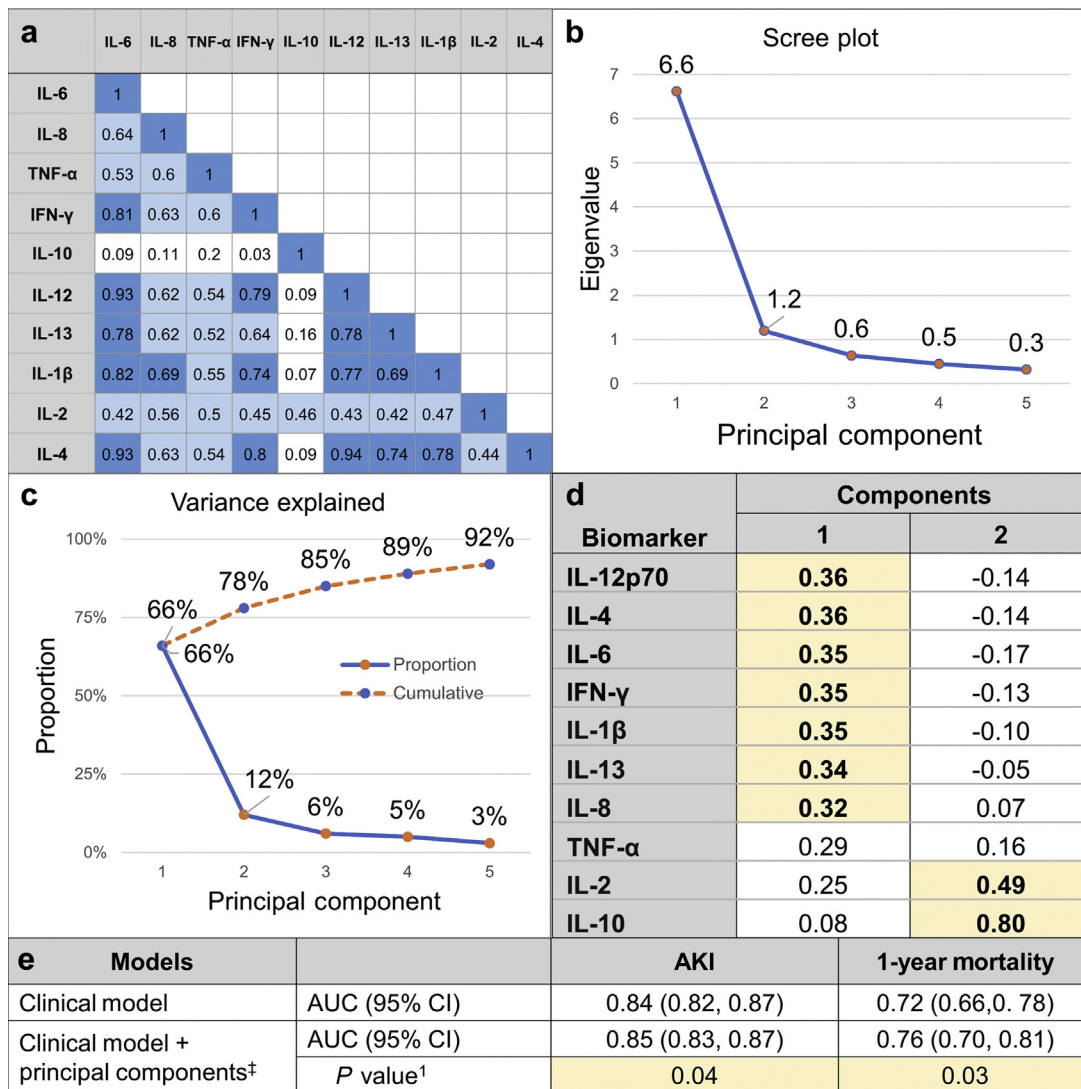 a
IL-6 IL-8 TNF-α IFN-γ IL-10 IL-12 IL-13 IL-1β IL-2 IL-4
IL-6 1
IL-8 0.64 1
TNF-α 0.53 0.6 1
IFN-γ 0.81 0.63 0.6 1
IL-10 0.09 0.11 0.2 0.03 1
IL-12 0.93 0.62 0.54 0.79 0.09 1
IL-13 0.78 0.62 0.52 0.64 0.16 0.78 1
IL-1β 0.82 0.69 0.55 0.74 0.07 0.77 0.69 1
IL-2 0.42 0.56 0.5 0.45 0.46 0.43 0.42 0.47 1
IL-4 0.93 0.63 0.54 0.8 0.09 0.94 0.74 0.78 0.44 1
b
Scree plot
7
6
5
4
3
2
1
0
Eigenvalue
6.6
1.2
0.6
0.5
0.3
1 2 3 4 5
Principal component
c
Variance explained
100%
75%
50%
25%
0%
Proportion
66%
78%
85%
89%
92%
66%
12%
6%
5%
3%
Proportion
Cumulative
1 2 3 4 5
Principal component
d
Components
Biomarker 1 2
IL-12p70 0.36 -0.14
IL-4 0.36 -0.14
IL-6 0.35 -0.17
IFN-γ 0.35 -0.13
IL-1β 0.35 -0.10
IL-13 0.34 -0.05
IL-8 0.32 0.07
TNF-α 0.29 0.16
IL-2 0.25 0.49
IL-10 0.08 0.80
e
Models AKI 1-year mortality
Clinical model AUC (95% CI) 0.84 (0.82, 0.87) 0.72 (0.66,0. 78)
Clinical model +
principal components‡
AUC (95% CI) 0.85 (0.83, 0.87) 0.76 (0.70, 0.81)
P value¹ 0.04 0.03